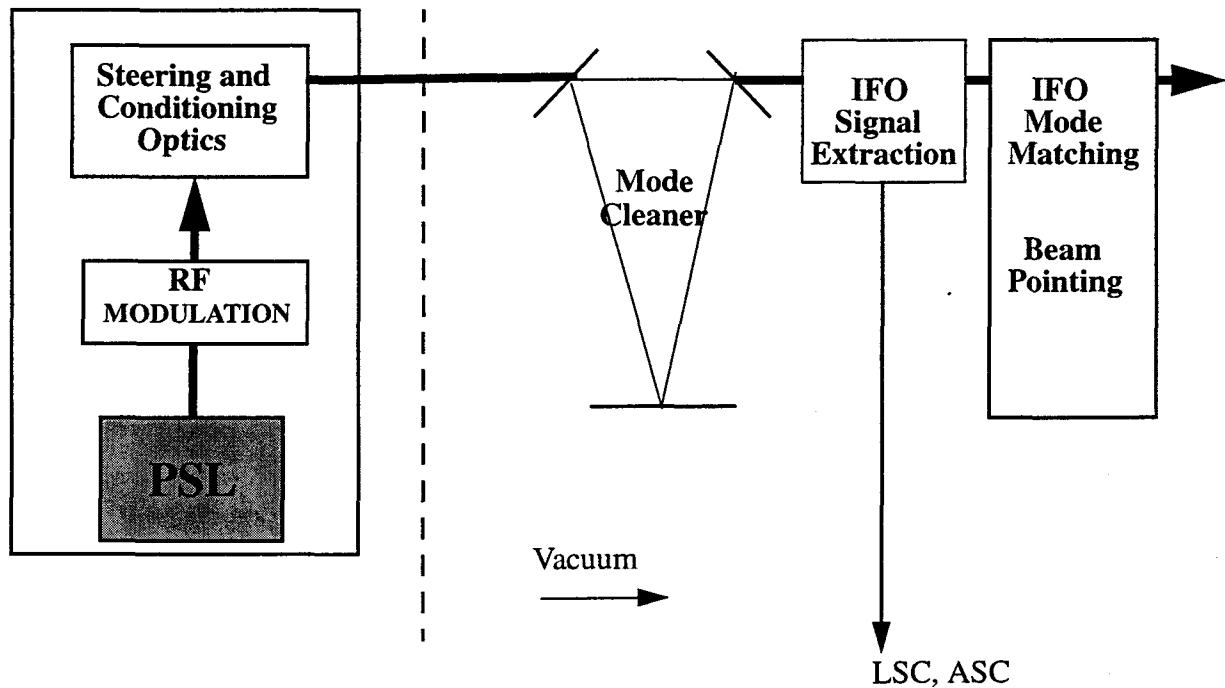 Steering and
Conditioning
Optics
RF
MODULATION
PSL
Mode
Cleaner
IFO
Signal
Extraction
IFO
Mode
Matching
Beam
Pointing
Vacuum
LSC, ASC